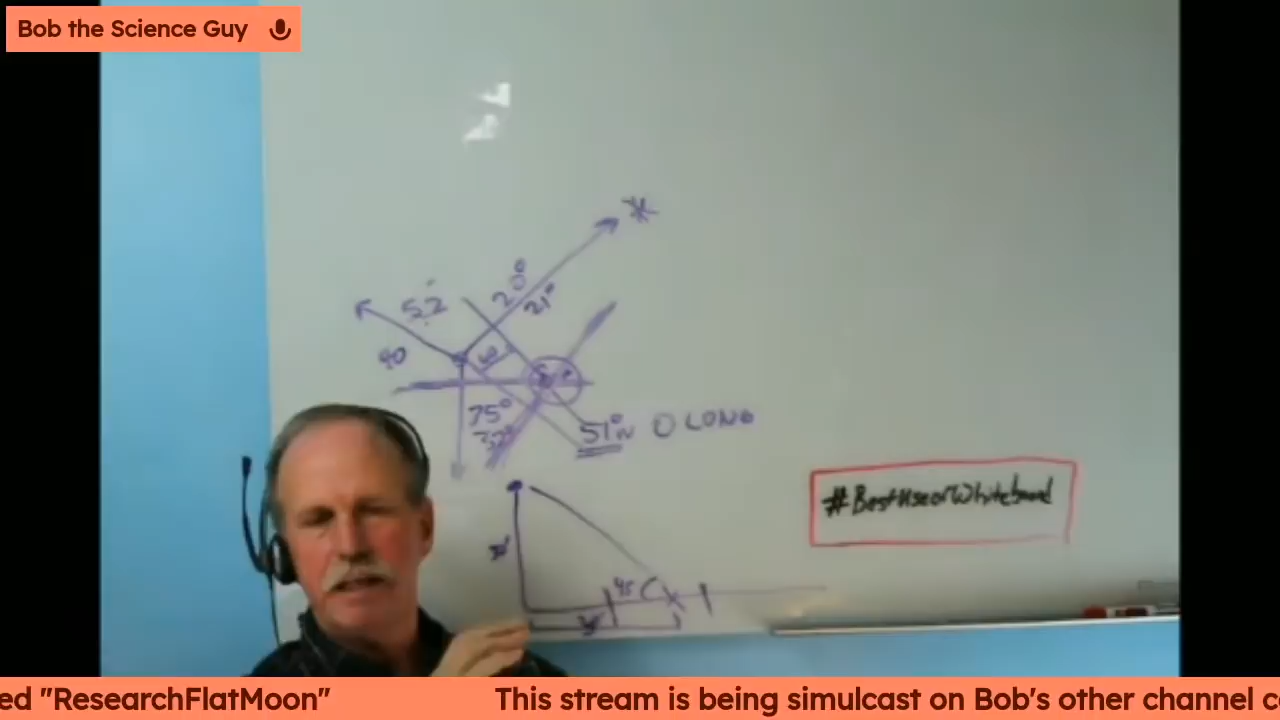 Bob the Science Guy
52
20°
21°
40
75°
51°N 0 LONG
45
#BestUseofWhiteboard
ed "ResearchFlatMoon" This stream is being simulcast on Bob's other channel c